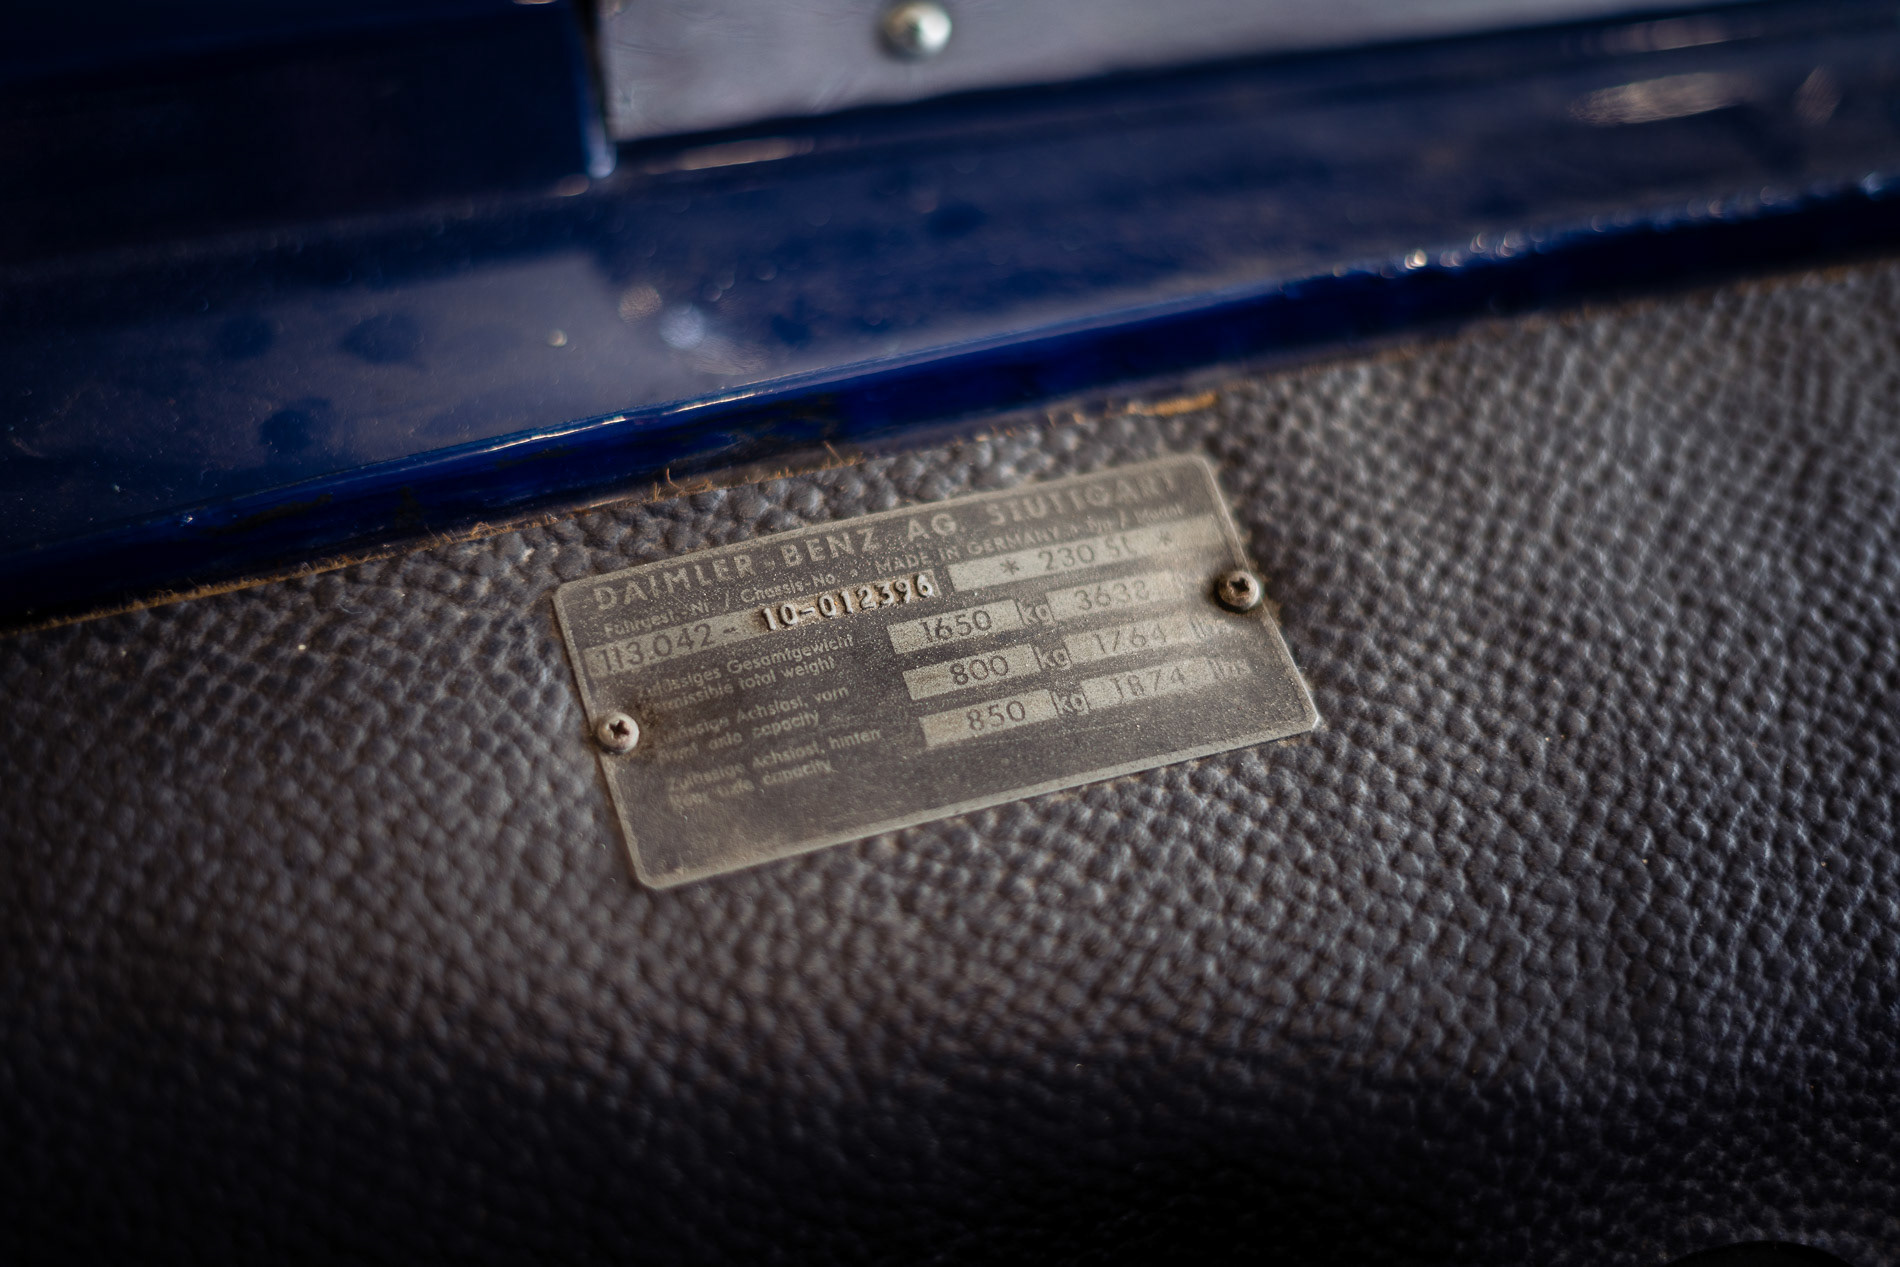 DAIMLER-BENZ AG. STUTTGART
Fahrgest.-Nr / Chassis-No. MADE IN GERMANY Typ / Model
113.042 - 10-012396 * 230 SL *
Zulässiges Gesamtgewicht 1650 kg 3638
permissible total weight
Zulässige Achslast, vorn 800 kg 1764 lbs
front axle capacity
Zulässige Achslast, hinten 850 kg 1874 lbs
Rear axle capacity